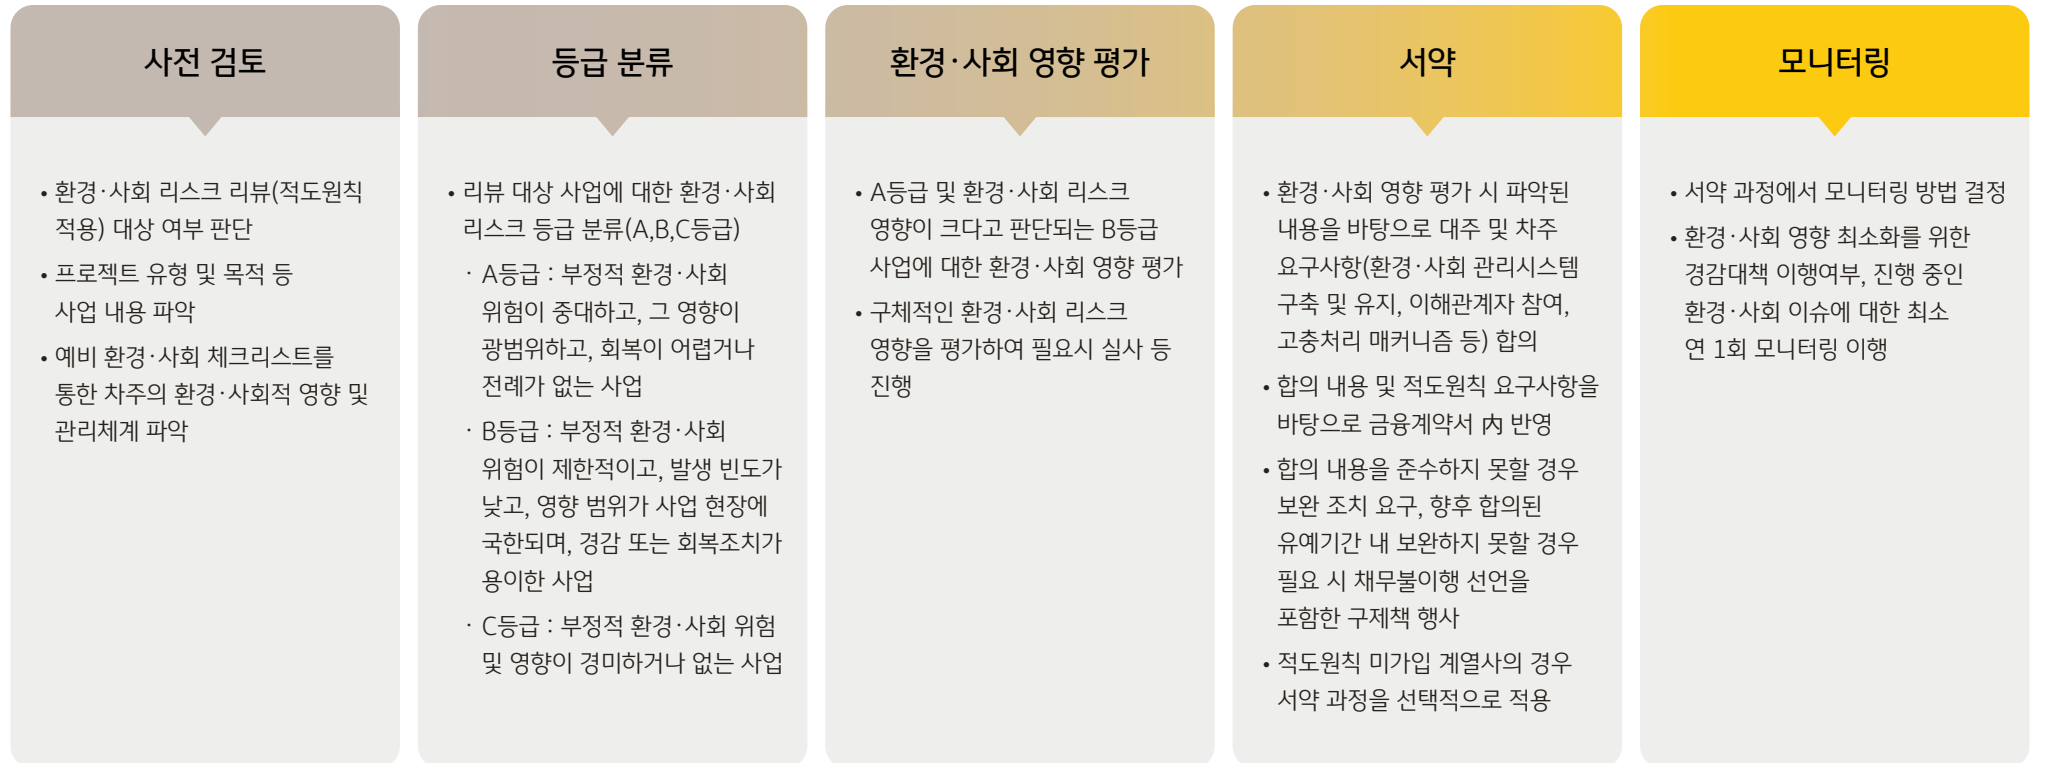 사전 검토
• 환경·사회 리스크 리뷰(적도원칙
적용) 대상 여부 판단
• 프로젝트 유형 및 목적 등
사업 내용 파악
• 예비 환경·사회 체크리스트를
통한 차주의 환경·사회적 영향 및
관리체계 파악
등급 분류
• 리뷰 대상 사업에 대한 환경·사회
리스크 등급 분류(A,B,C등급)
· A등급 : 부정적 환경·사회
위험이 중대하고, 그 영향이
광범위하고, 회복이 어렵거나
전례가 없는 사업
· B등급 : 부정적 환경·사회
위험이 제한적이고, 발생 빈도가
낮고, 영향 범위가 사업 현장에
국한되며, 경감 또는 회복조치가
용이한 사업
· C등급 : 부정적 환경·사회 위험
및 영향이 경미하거나 없는 사업
환경·사회 영향 평가
• A등급 및 환경·사회 리스크
영향이 크다고 판단되는 B등급
사업에 대한 환경·사회 영향 평가
• 구체적인 환경·사회 리스크
영향을 평가하여 필요시 실사 등
진행
서약
• 환경·사회 영향 평가 시 파악된
내용을 바탕으로 대주 및 차주
요구사항(환경·사회 관리시스템
구축 및 유지, 이해관계자 참여,
고충처리 매커니즘 등) 합의
• 합의 내용 및 적도원칙 요구사항을
바탕으로 금융계약서 內 반영
• 합의 내용을 준수하지 못할 경우
보완 조치 요구, 향후 합의된
유예기간 내 보완하지 못할 경우
필요 시 채무불이행 선언을
포함한 구제책 행사
• 적도원칙 미가입 계열사의 경우
서약 과정을 선택적으로 적용
모니터링
• 서약 과정에서 모니터링 방법 결정
• 환경·사회 영향 최소화를 위한
경감대책 이행여부, 진행 중인
환경·사회 이슈에 대한 최소
연 1회 모니터링 이행